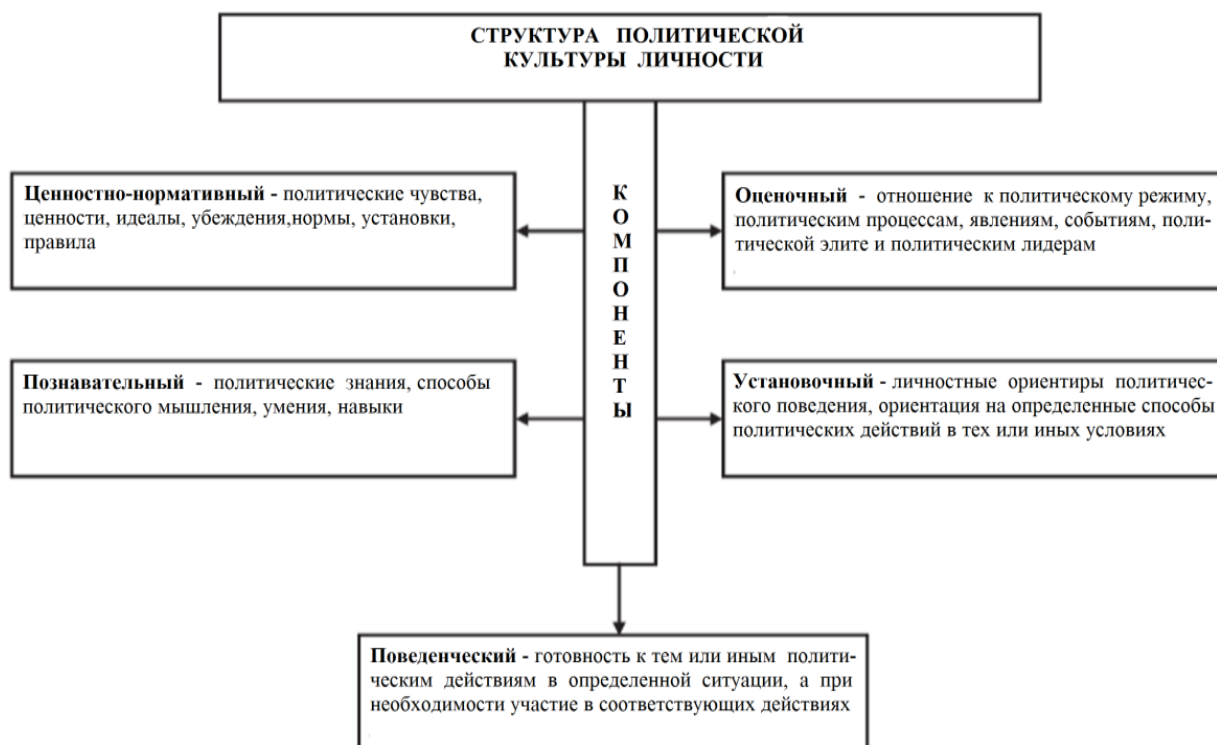 СТРУКТУРА ПОЛИТИЧЕСКОЙ
КУЛЬТУРЫ ЛИЧНОСТИ
КОМПОНЕНТЫ
Ценностно-нормативный - политические чувства,
ценности, идеалы, убеждения,нормы, установки,
правила
Оценочный - отношение к политическому режиму,
политическим процессам, явлениям, событиям, поли-
тической элите и политическим лидерам
Познавательный - политические знания, способы
политического мышления, умения, навыки
Установочный - личностные ориентиры политичес-
кого поведения, ориентация на определенные способы
политических действий в тех или иных условиях
Поведенческий - готовность к тем или иным полити-
ческим действиям в определенной ситуации, а при
необходимости участие в соответствующих действиях